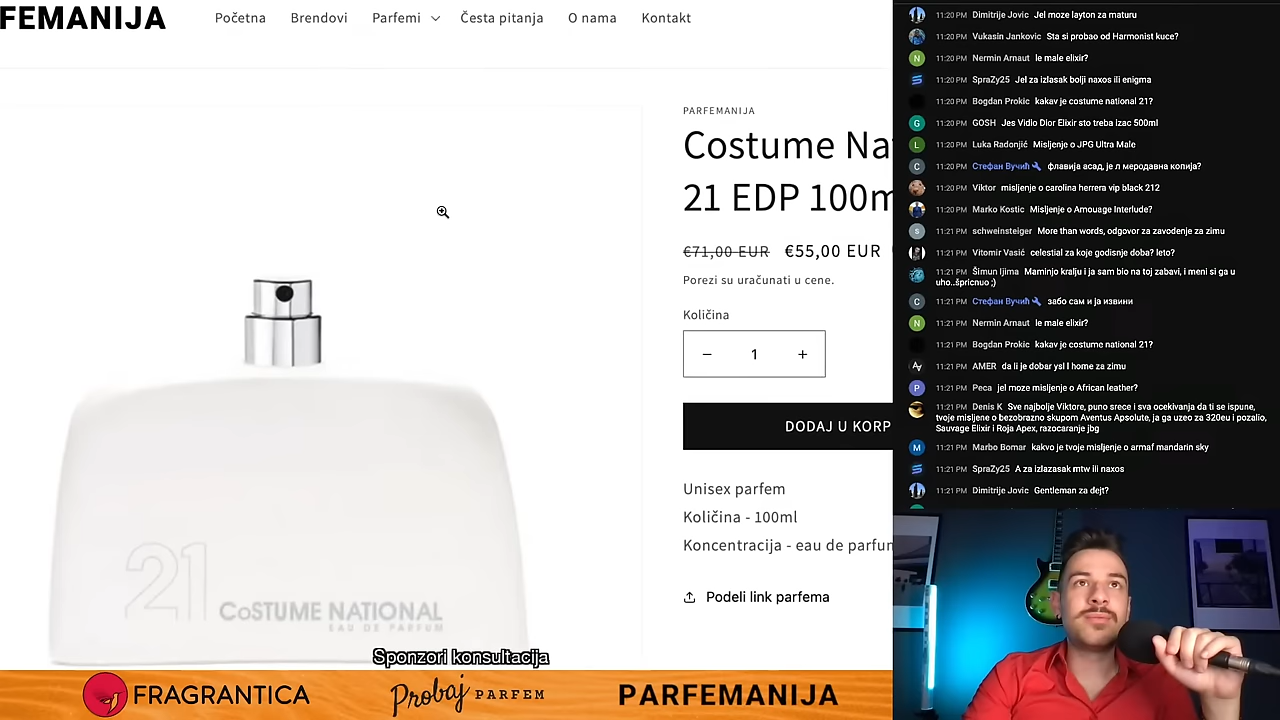 FEMANIJA
Početna Brendovi Parfemi Česta pitanja O nama Kontakt
PARFEMANIJA
Costume Na
21 EDP 100m
€71,00 EUR €55,00 EUR
Porezi su uračunati u cene.
Količina
− 1 +
DODAJ U KORP
Unisex parfem
Količina - 100ml
Koncentracija - eau de parfun
Podeli link parfema
21 CoSTUME NATIONAL
EAU DE PARFUM
Sponzori konsultacija
FRAGRANTICA
Probaj PARFEM
PARFEMANIJA
11:20 PM Dimitrije Jovic Jel moze layton za maturu
11:20 PM Vukasin Jankovic Sta si probao od Harmonist kuce?
N 11:20 PM Nermin Arnaut le male elixir?
11:20 PM SpraZy25 Jel za izlasak bolji naxos ili enigma
11:20 PM Bogdan Prokic kakav je costume national 21?
G 11:20 PM GOSH Jes Vidio Dior Elixir sto treba izac 500ml
L 11:20 PM Luka Radonjić Misljenje o JPG Ultra Male
С 11:20 PM Стефан Вучић флавија асад, је л меродавна копија?
11:20 PM Viktor misljenje o carolina herrera vip black 212
11:20 PM Marko Kostic Misljenje o Amouage Interlude?
s 11:21 PM schweinsteiger More than words, odgovor za zavodenje za zimu
11:21 PM Vitomir Vasić celestial za koje godisnje doba? leto?
11:21 PM Šimun Ijima Maminjo kralju i ja sam bio na toj zabavi, i meni si ga u
uho..špricnuo ;)
С 11:21 PM Стефан Вучић забо сам и ја извини
N 11:21 PM Nermin Arnaut le male elixir?
11:21 PM Bogdan Prokic kakav je costume national 21?
11:21 PM AMER da li je dobar ysl l home za zimu
P 11:21 PM Peca jel moze misljenje o African leather?
11:21 PM Denis K Sve najbolje Viktore, puno srece i sva ocekivanja da ti se ispune,
tvoje misljene o bezobrazno skupom Aventus Apsolute, ja ga uzeo za 320eu i pozalio,
Sauvage Elixir i Roja Apex, razocaranje jbg
M 11:21 PM Marbo Bomar kakvo je tvoje misljenje o armaf mandarin sky
11:21 PM SpraZy25 A za izlazasak mtw ili naxos
11:21 PM Dimitrije Jovic Gentleman za dejt?